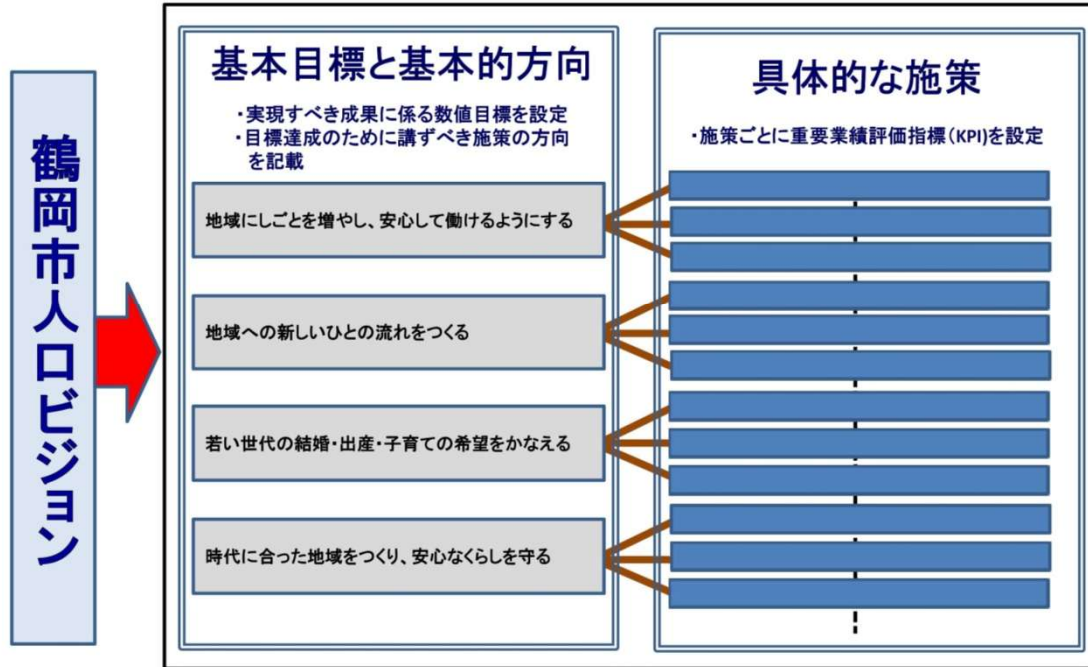 鶴岡市人口ビジョン
基本目標と基本的方向
・実現すべき成果に係る数値目標を設定
・目標達成のために講ずべき施策の方向
を記載
地域にしごとを増やし、安心して働けるようにする
地域への新しいひとの流れをつくる
若い世代の結婚・出産・子育ての希望をかなえる
時代に合った地域をつくり、安心なくらしを守る
具体的な施策
・施策ごとに重要業績評価指標(KPI)を設定